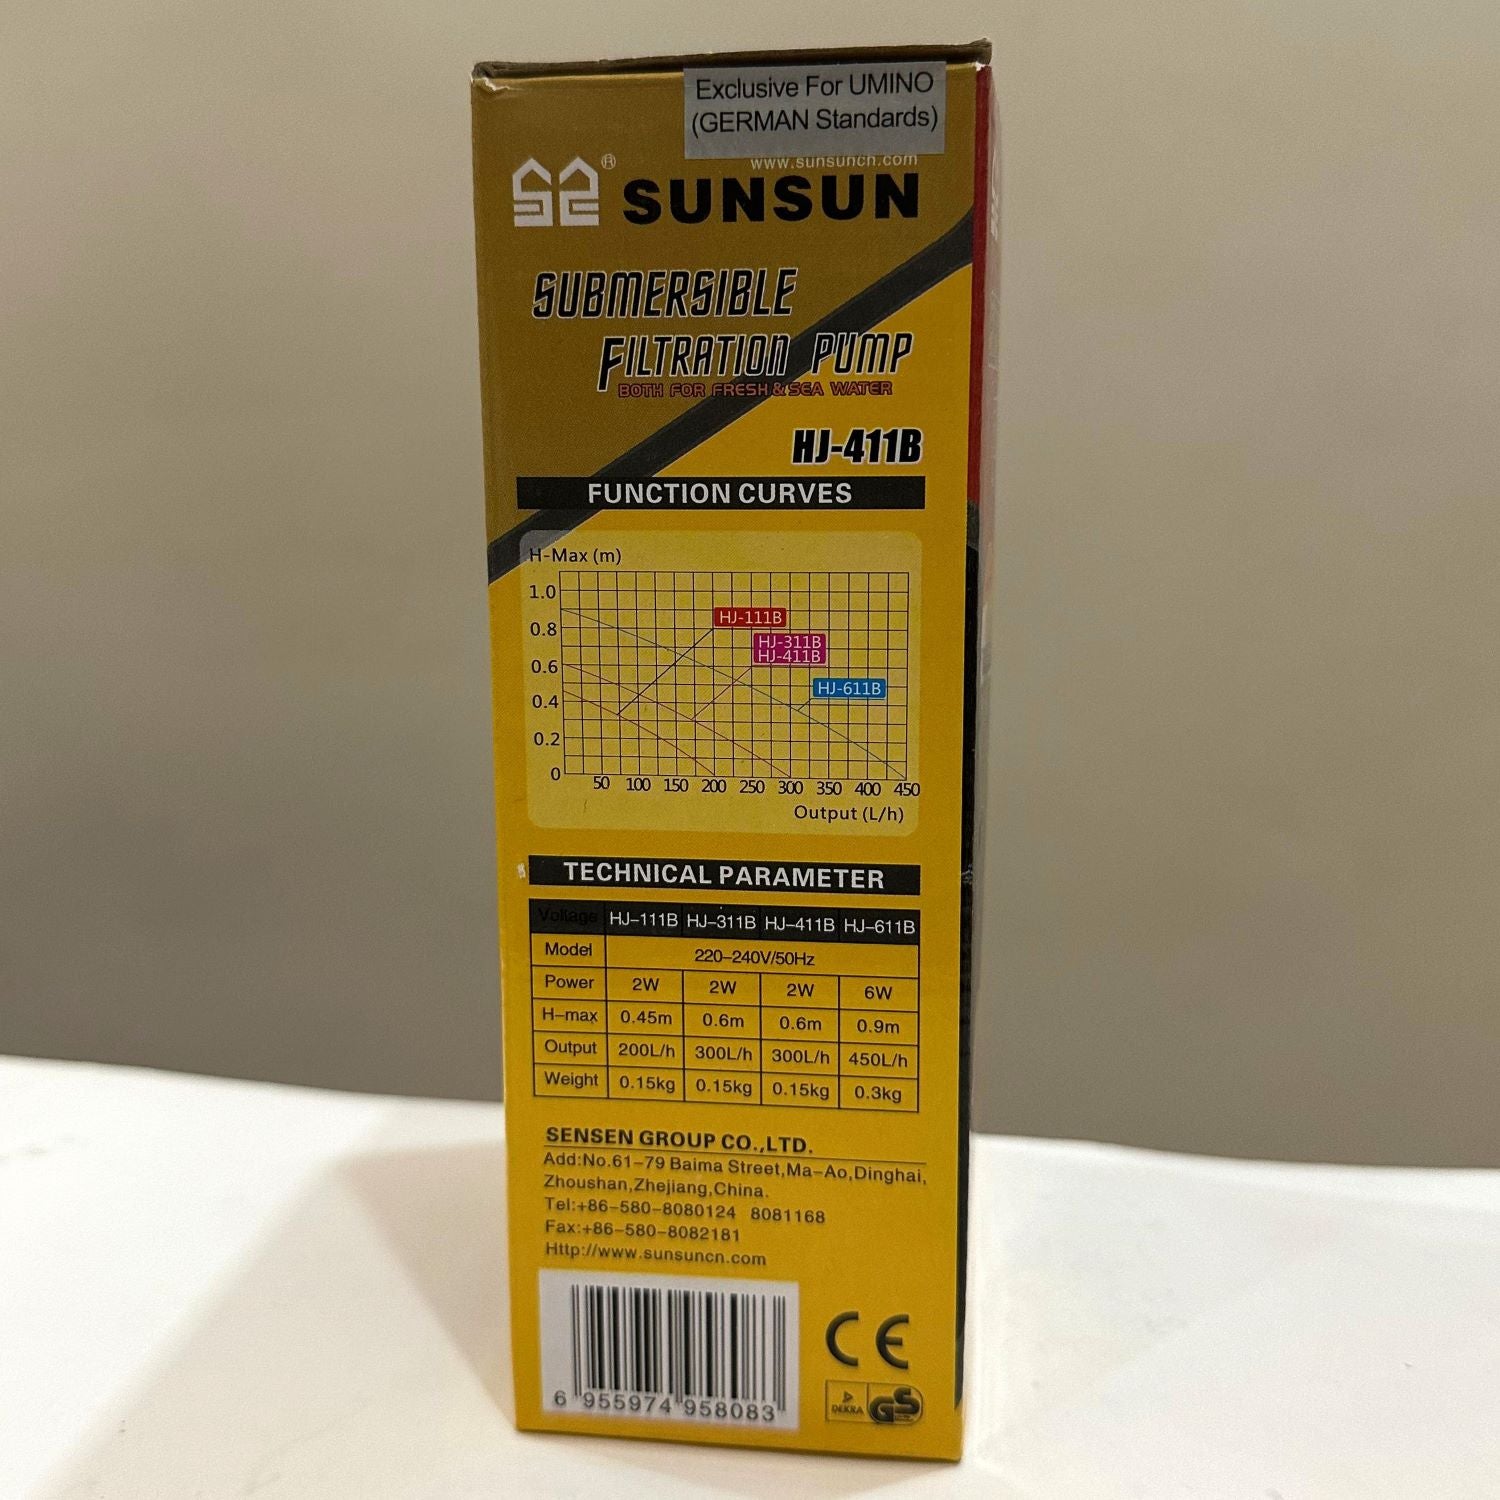 Exclusive For UMINO
(GERMAN Standards)
www.sunsuncn.com
® SUNSUN
SUBMERSIBLE
FILTRATION PUMP
BOTH FOR FRESH & SEA WATER
HJ-411B
FUNCTION CURVES
H-Max (m)
1.0
HJ-111B
0.8
HJ-311B
HJ-411B
0.6
HJ-611B
0.4
0.2
0
50 100 150 200 250 300 350 400 450
Output (L/h)
TECHNICAL PARAMETER
Voltage HJ-111B HJ-311B HJ-411B HJ-611B
Model 220-240V/50Hz
Power 2W 2W 2W 6W
H-max 0.45m 0.6m 0.6m 0.9m
Output 200L/h 300L/h 300L/h 450L/h
Weight 0.15kg 0.15kg 0.15kg 0.3kg
SENSEN GROUP CO.,LTD.
Add:No.61-79 Baima Street,Ma-Ao,Dinghai,
Zhoushan,Zhejiang,China.
Tel:+86-580-8080124 8081168
Fax:+86-580-8082181
Http://www.sunsuncn.com
6 955974 958083
CE
DEKRA GS